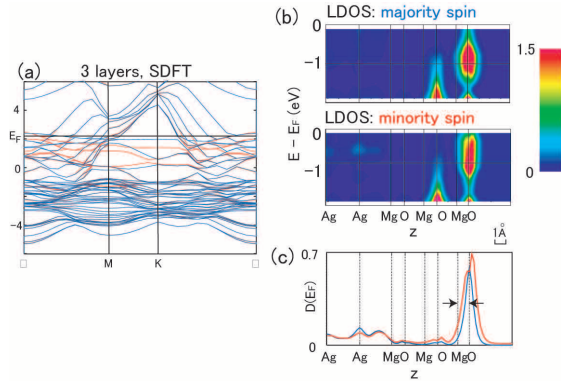 (a)
3 layers, SDFT
4
E_F
0
−4
M
K
(b)
LDOS: majority spin
0
−1
LDOS: minority spin
0
−1
E − E_F (eV)
Ag Ag Mg O Mg O MgO
z
1Å
1.5
0
(c)
0.7
D(E_F)
0
Ag Ag MgO Mg O MgO
z